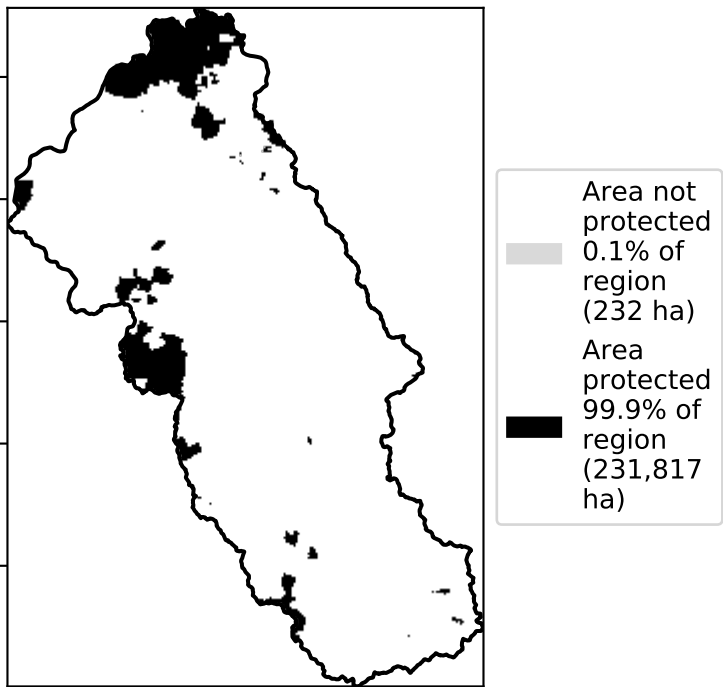 Area not
protected
0.1% of
region
(232 ha)
Area
protected
99.9% of
region
(231,817
ha)